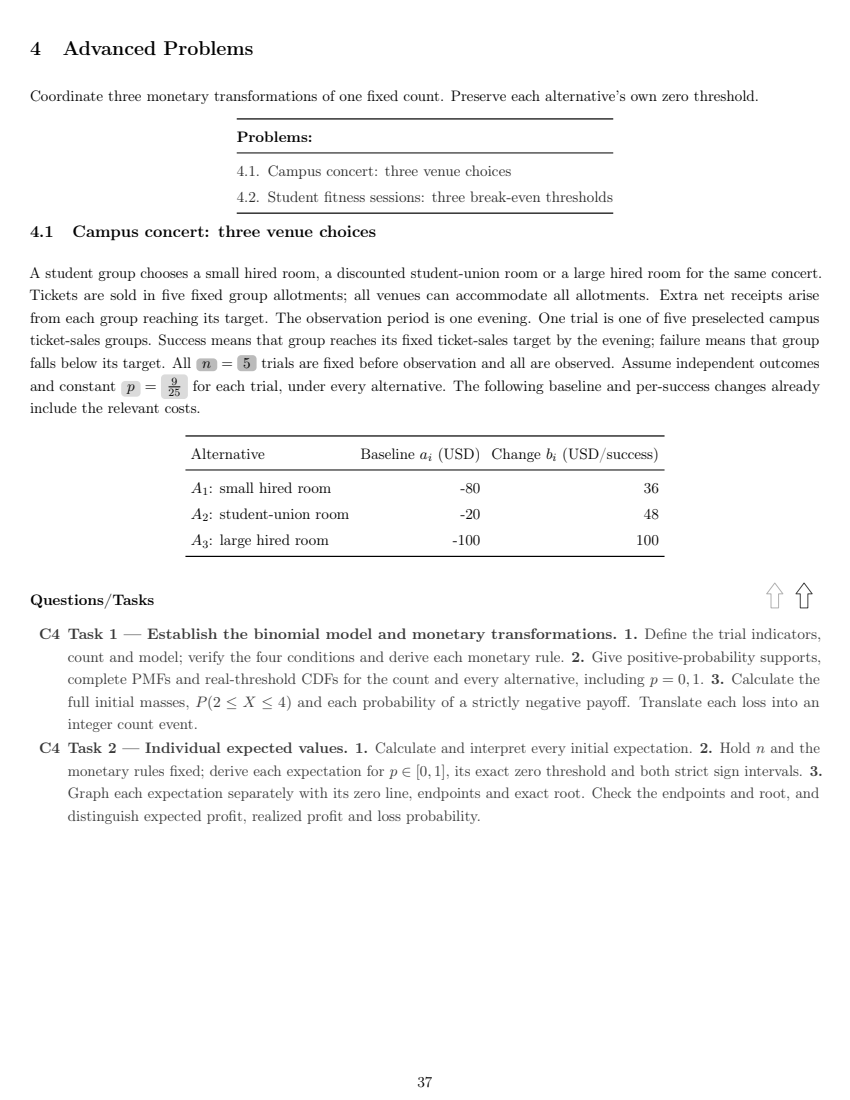 4 Advanced Problems
Coordinate three monetary transformations of one fixed count. Preserve each alternative's own zero threshold.
Problems:
4.1. Campus concert: three venue choices
4.2. Student fitness sessions: three break-even thresholds
4.1 Campus concert: three venue choices
A student group chooses a small hired room, a discounted student-union room or a large hired room for the same concert.
Tickets are sold in five fixed group allotments; all venues can accommodate all allotments. Extra net receipts arise
from each group reaching its target. The observation period is one evening. One trial is one of five preselected campus
ticket-sales groups. Success means that group reaches its fixed ticket-sales target by the evening; failure means that group
falls below its target. All n = 5 trials are fixed before observation and all are observed. Assume independent outcomes
and constant p = 9/25 for each trial, under every alternative. The following baseline and per-success changes already
include the relevant costs.
Alternative Baseline aᵢ (USD) Change bᵢ (USD/success)
A₁: small hired room -80 36
A₂: student-union room -20 48
A₃: large hired room -100 100
Questions/Tasks
C4 Task 1 — Establish the binomial model and monetary transformations. 1. Define the trial indicators,
count and model; verify the four conditions and derive each monetary rule. 2. Give positive-probability supports,
complete PMFs and real-threshold CDFs for the count and every alternative, including p = 0, 1. 3. Calculate the
full initial masses, P(2 ≤ X ≤ 4) and each probability of a strictly negative payoff. Translate each loss into an
integer count event.
C4 Task 2 — Individual expected values. 1. Calculate and interpret every initial expectation. 2. Hold n and the
monetary rules fixed; derive each expectation for p ∈ [0, 1], its exact zero threshold and both strict sign intervals. 3.
Graph each expectation separately with its zero line, endpoints and exact root. Check the endpoints and root, and
distinguish expected profit, realized profit and loss probability.
37